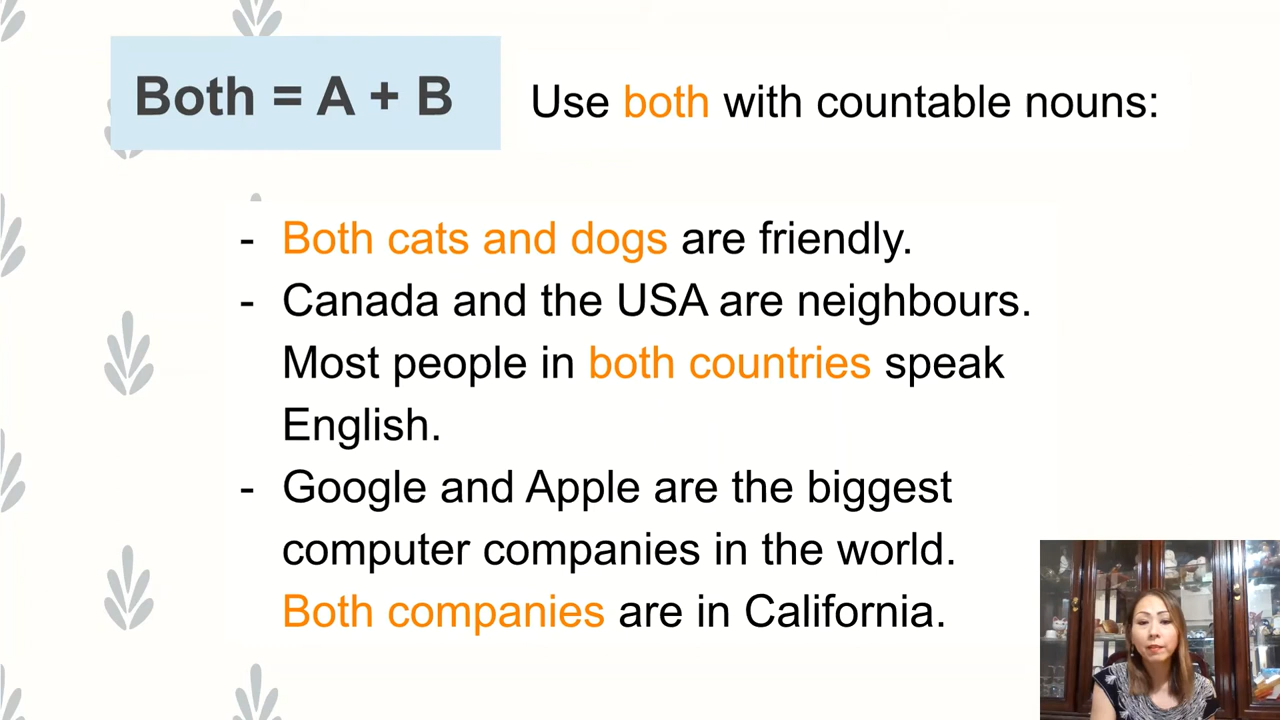 Both = A + B
Use both with countable nouns:
- Both cats and dogs are friendly.
- Canada and the USA are neighbours.
Most people in both countries speak
English.
- Google and Apple are the biggest
computer companies in the world.
Both companies are in California.